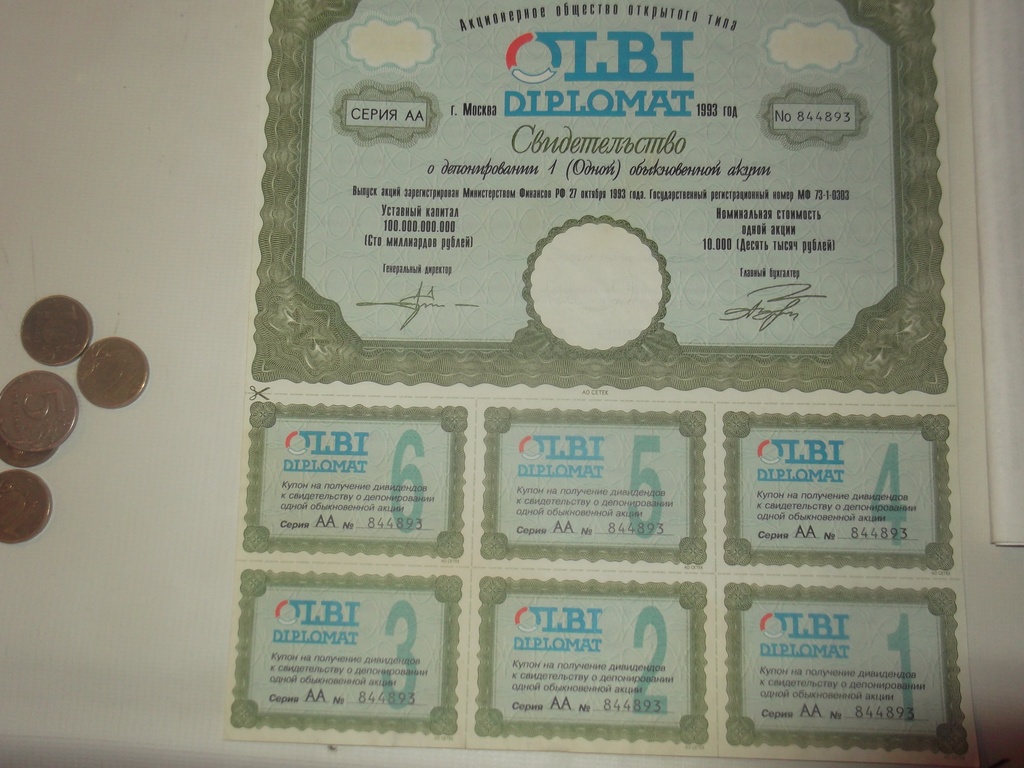 Акционерное общество открытого типа
OLBI
DIPLOMAT
СЕРИЯ АА
г. Москва
1993 год
No 844893
Свидетельство
о депонировании 1 (Одной) обыкновенной акции
Выпуск акций зарегистрирован Министерством Финансов РФ 27 октября 1993 года. Государственный регистрационный номер МФ 73-1-0303
Уставный капитал
100.000.000.000
(Сто миллиардов рублей)
Номинальная стоимость
одной акции
10.000 (Десять тысяч рублей)
Генеральный директор
Главный бухгалтер
АО СЕТЕК
OLBI
DIPLOMAT
6
Купон на получение дивидендов
к свидетельству о депонировании
одной обыкновенной акции
Серия АА № 844893
OLBI
DIPLOMAT
5
Купон на получение дивидендов
к свидетельству о депонировании
одной обыкновенной акции
Серия АА № 844893
OLBI
DIPLOMAT
4
Купон на получение дивидендов
к свидетельству о депонировании
одной обыкновенной акции
Серия АА № 844893
OLBI
DIPLOMAT
3
Купон на получение дивидендов
к свидетельству о депонировании
одной обыкновенной акции
Серия АА № 844893
OLBI
DIPLOMAT
2
Купон на получение дивидендов
к свидетельству о депонировании
одной обыкновенной акции
Серия АА № 844893
OLBI
DIPLOMAT
1
Купон на получение дивидендов
к свидетельству о депонировании
одной обыкновенной акции
Серия АА № 844893
5